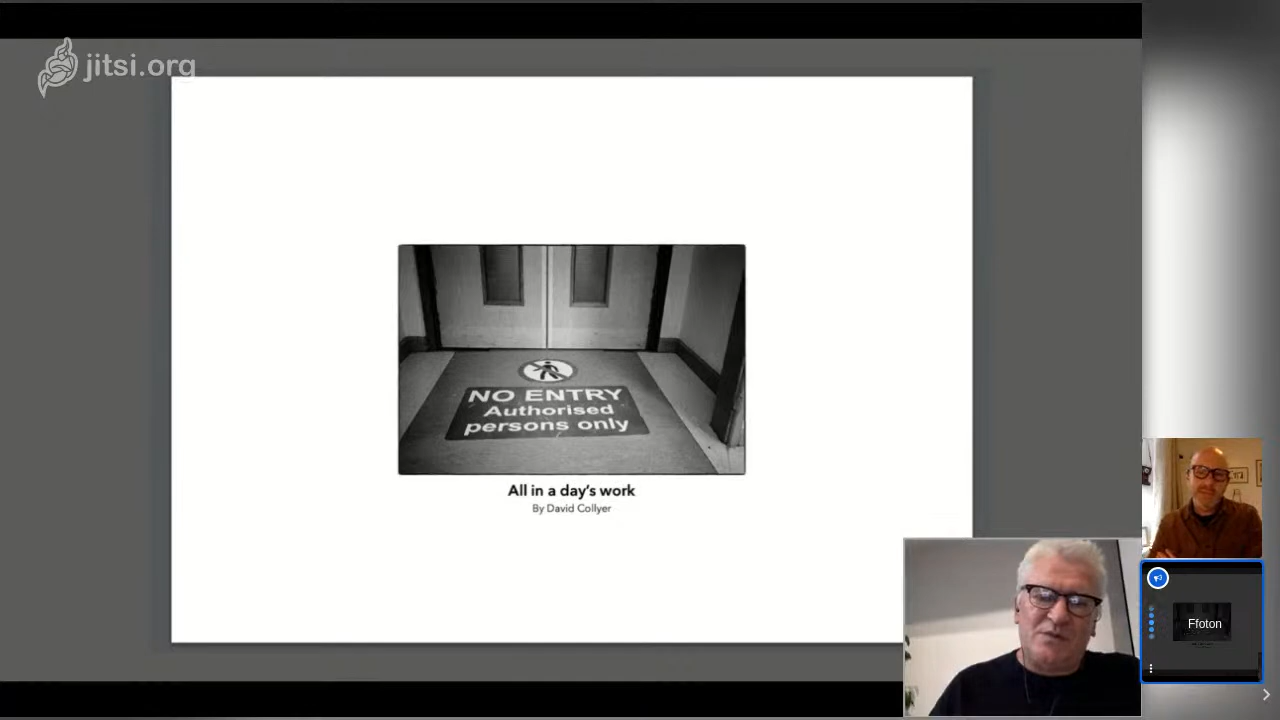 jitsi.org
NO ENTRY
Authorised
persons only
All in a day's work
By David Collyer
Ffoton